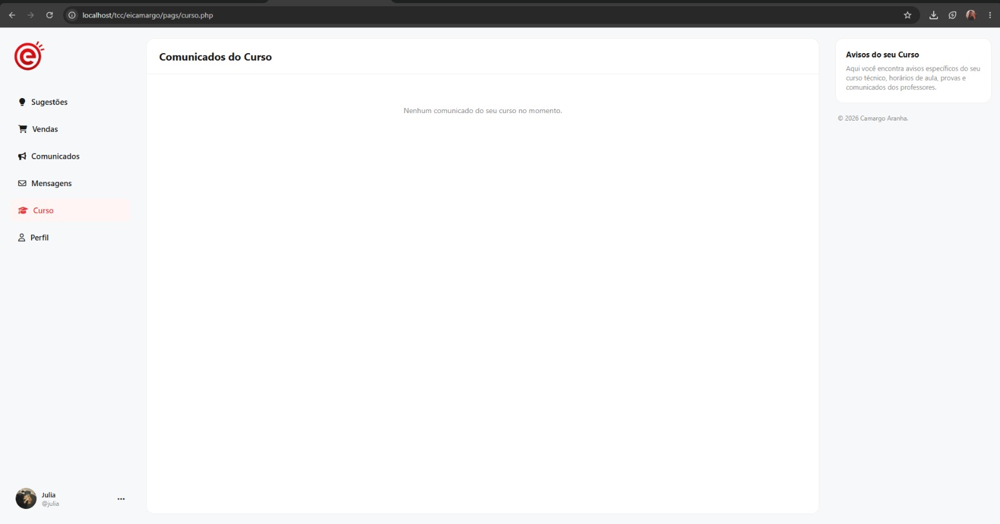 localhost/tcc/eicamargo/pags/curso.php
e
Sugestões
Vendas
Comunicados
Mensagens
Curso
Perfil
Julia
@julia
Comunicados do Curso
Nenhum comunicado do seu curso no momento.
Avisos do seu Curso
Aqui você encontra avisos específicos do seu
curso técnico, horários de aula, provas e
comunicados dos professores.
© 2026 Camargo Aranha.